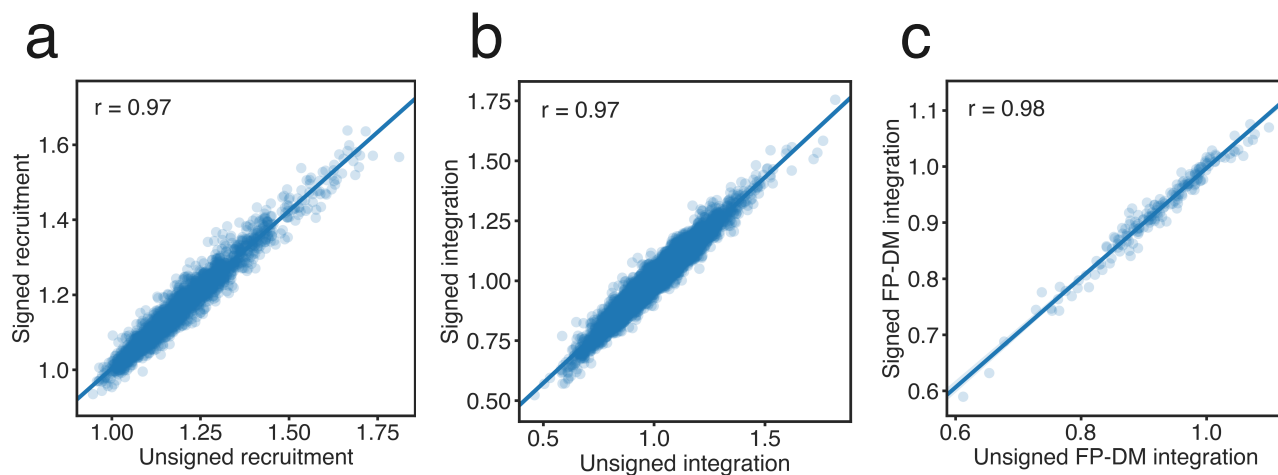 a
r = 0.97
Signed recruitment
1.6
1.4
1.2
1.0
1.00 1.25 1.50 1.75
Unsigned recruitment
b
r = 0.97
Signed integration
1.75
1.50
1.25
1.00
0.75
0.50
0.5 1.0 1.5
Unsigned integration
c
r = 0.98
Signed FP-DM integration
1.1
1.0
0.9
0.8
0.7
0.6
0.6 0.8 1.0
Unsigned FP-DM integration